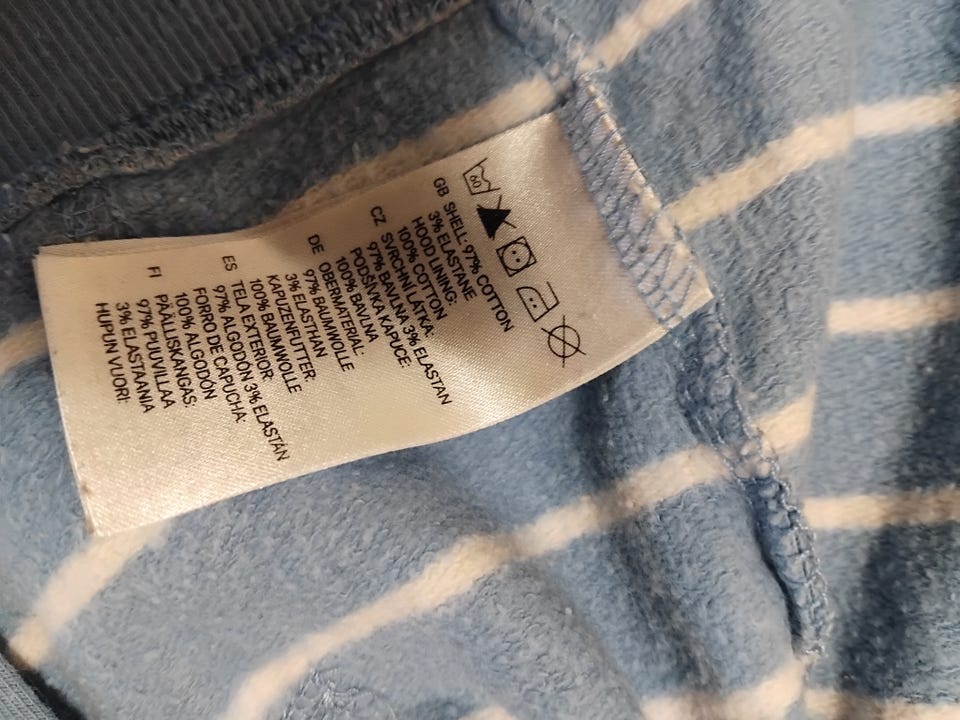 60
GB SHELL: 97% COTTON
3% ELASTANE
HOOD LINING:
100% COTTON
CZ SVRCHNÍ LÁTKA:
97% BAVLNA 3% ELASTAN
PODŠÍVKA KAPUCE:
100% BAVLNA
DE OBERMATERIAL:
97% BAUMWOLLE
3% ELASTHAN
KAPUZENFUTTER:
100% BAUMWOLLE
ES TELA EXTERIOR:
97% ALGODÓN 3% ELASTÁN
FORRO DE CAPUCHA:
100% ALGODÓN
FI PÄÄLLISKANGAS:
97% PUUVILLAA
3% ELASTAANIA
HUPUN VUORI: